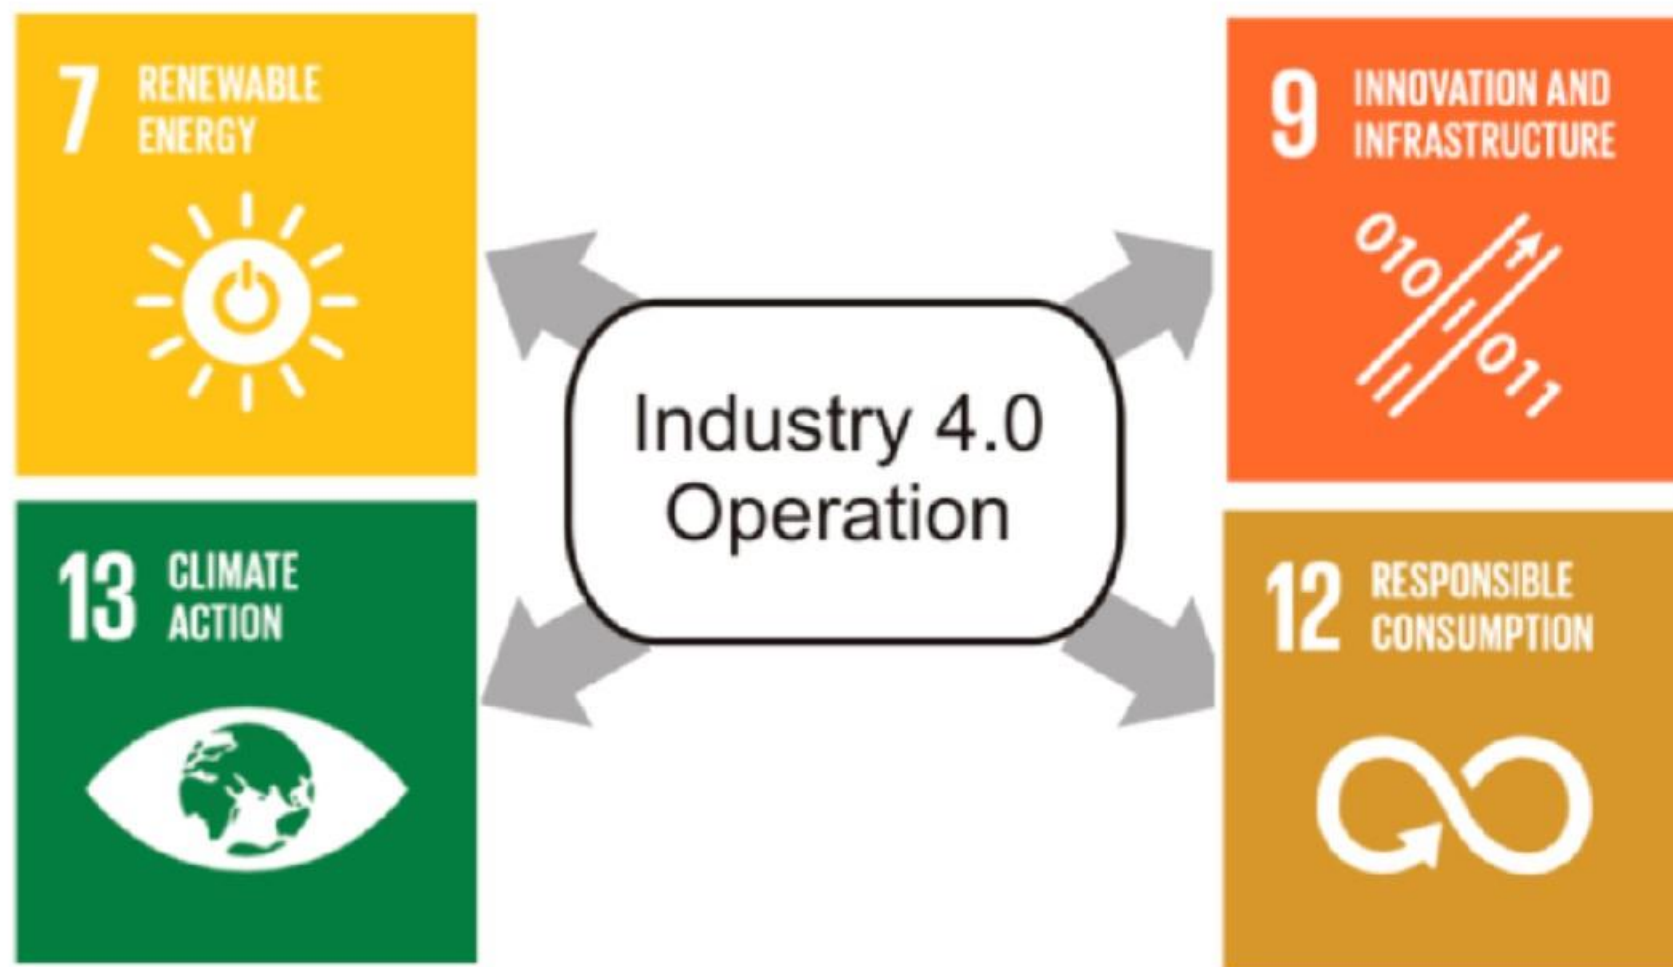 7 RENEWABLE
ENERGY
9 INNOVATION AND
INFRASTRUCTURE
010
011
Industry 4.0
Operation
13 CLIMATE
ACTION
12 RESPONSIBLE
CONSUMPTION